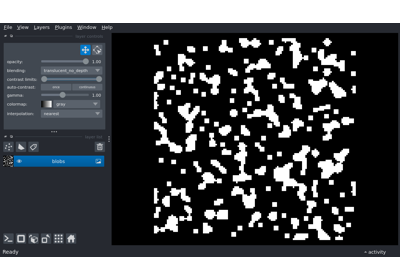 File View Layers Plugins Window Help
layer controls
opacity: 1.00
blending: translucent_no_depth
contrast limits:
auto-contrast: once continuous
gamma: 1.00
colormap: gray
interpolation: nearest
layer list
blobs
Ready activity